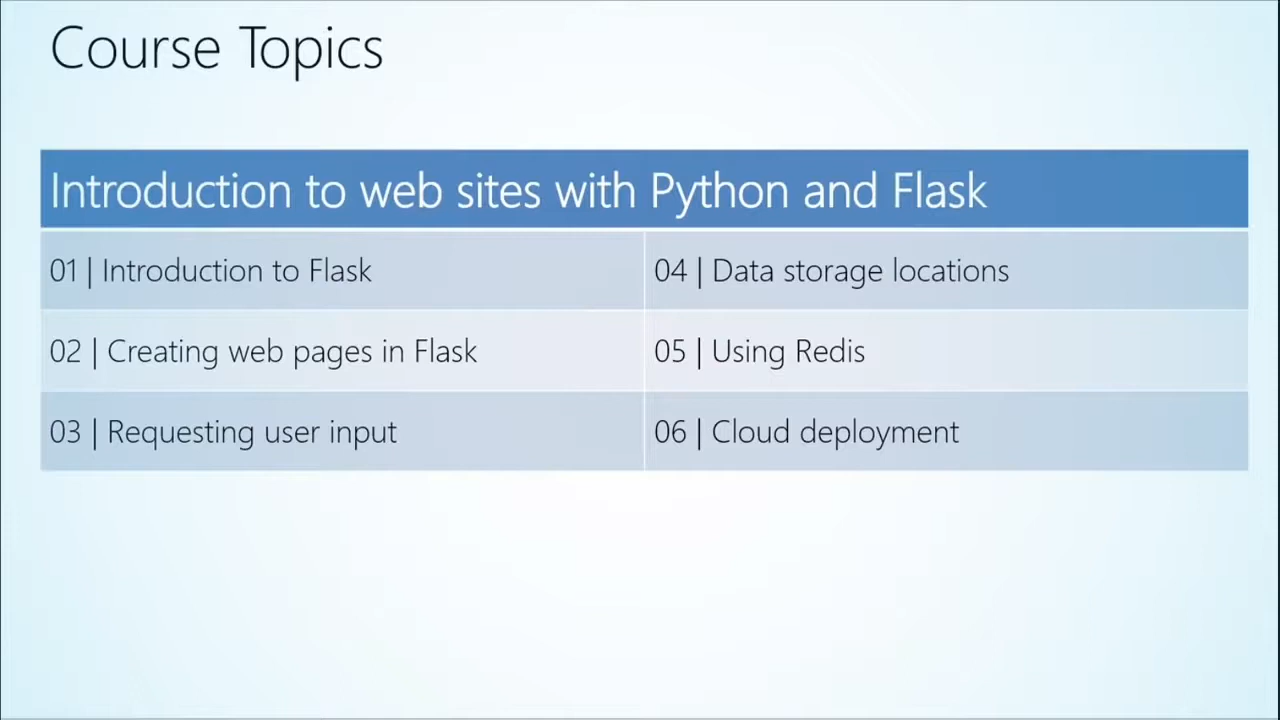 Course Topics
Introduction to web sites with Python and Flask
01 | Introduction to Flask
04 | Data storage locations
02 | Creating web pages in Flask
05 | Using Redis
03 | Requesting user input
06 | Cloud deployment